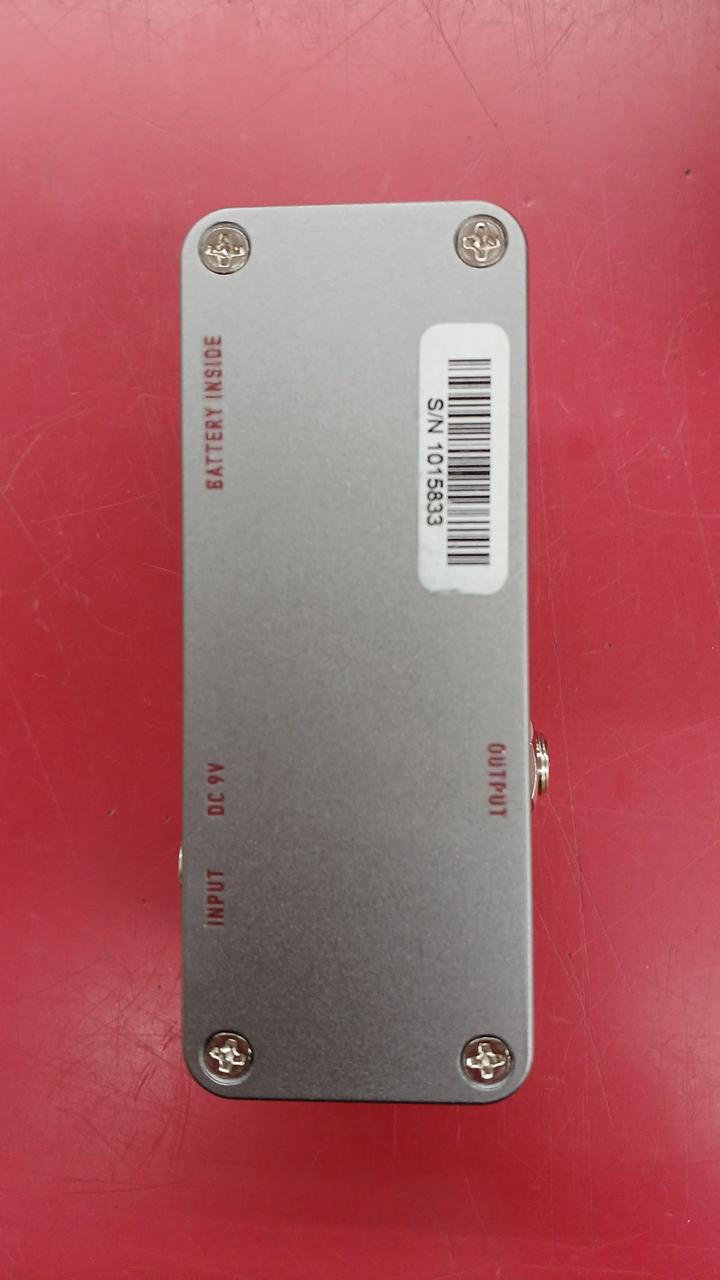 BATTERY INSIDE
S/N 1015833
DC 9V
OUTPUT
INPUT